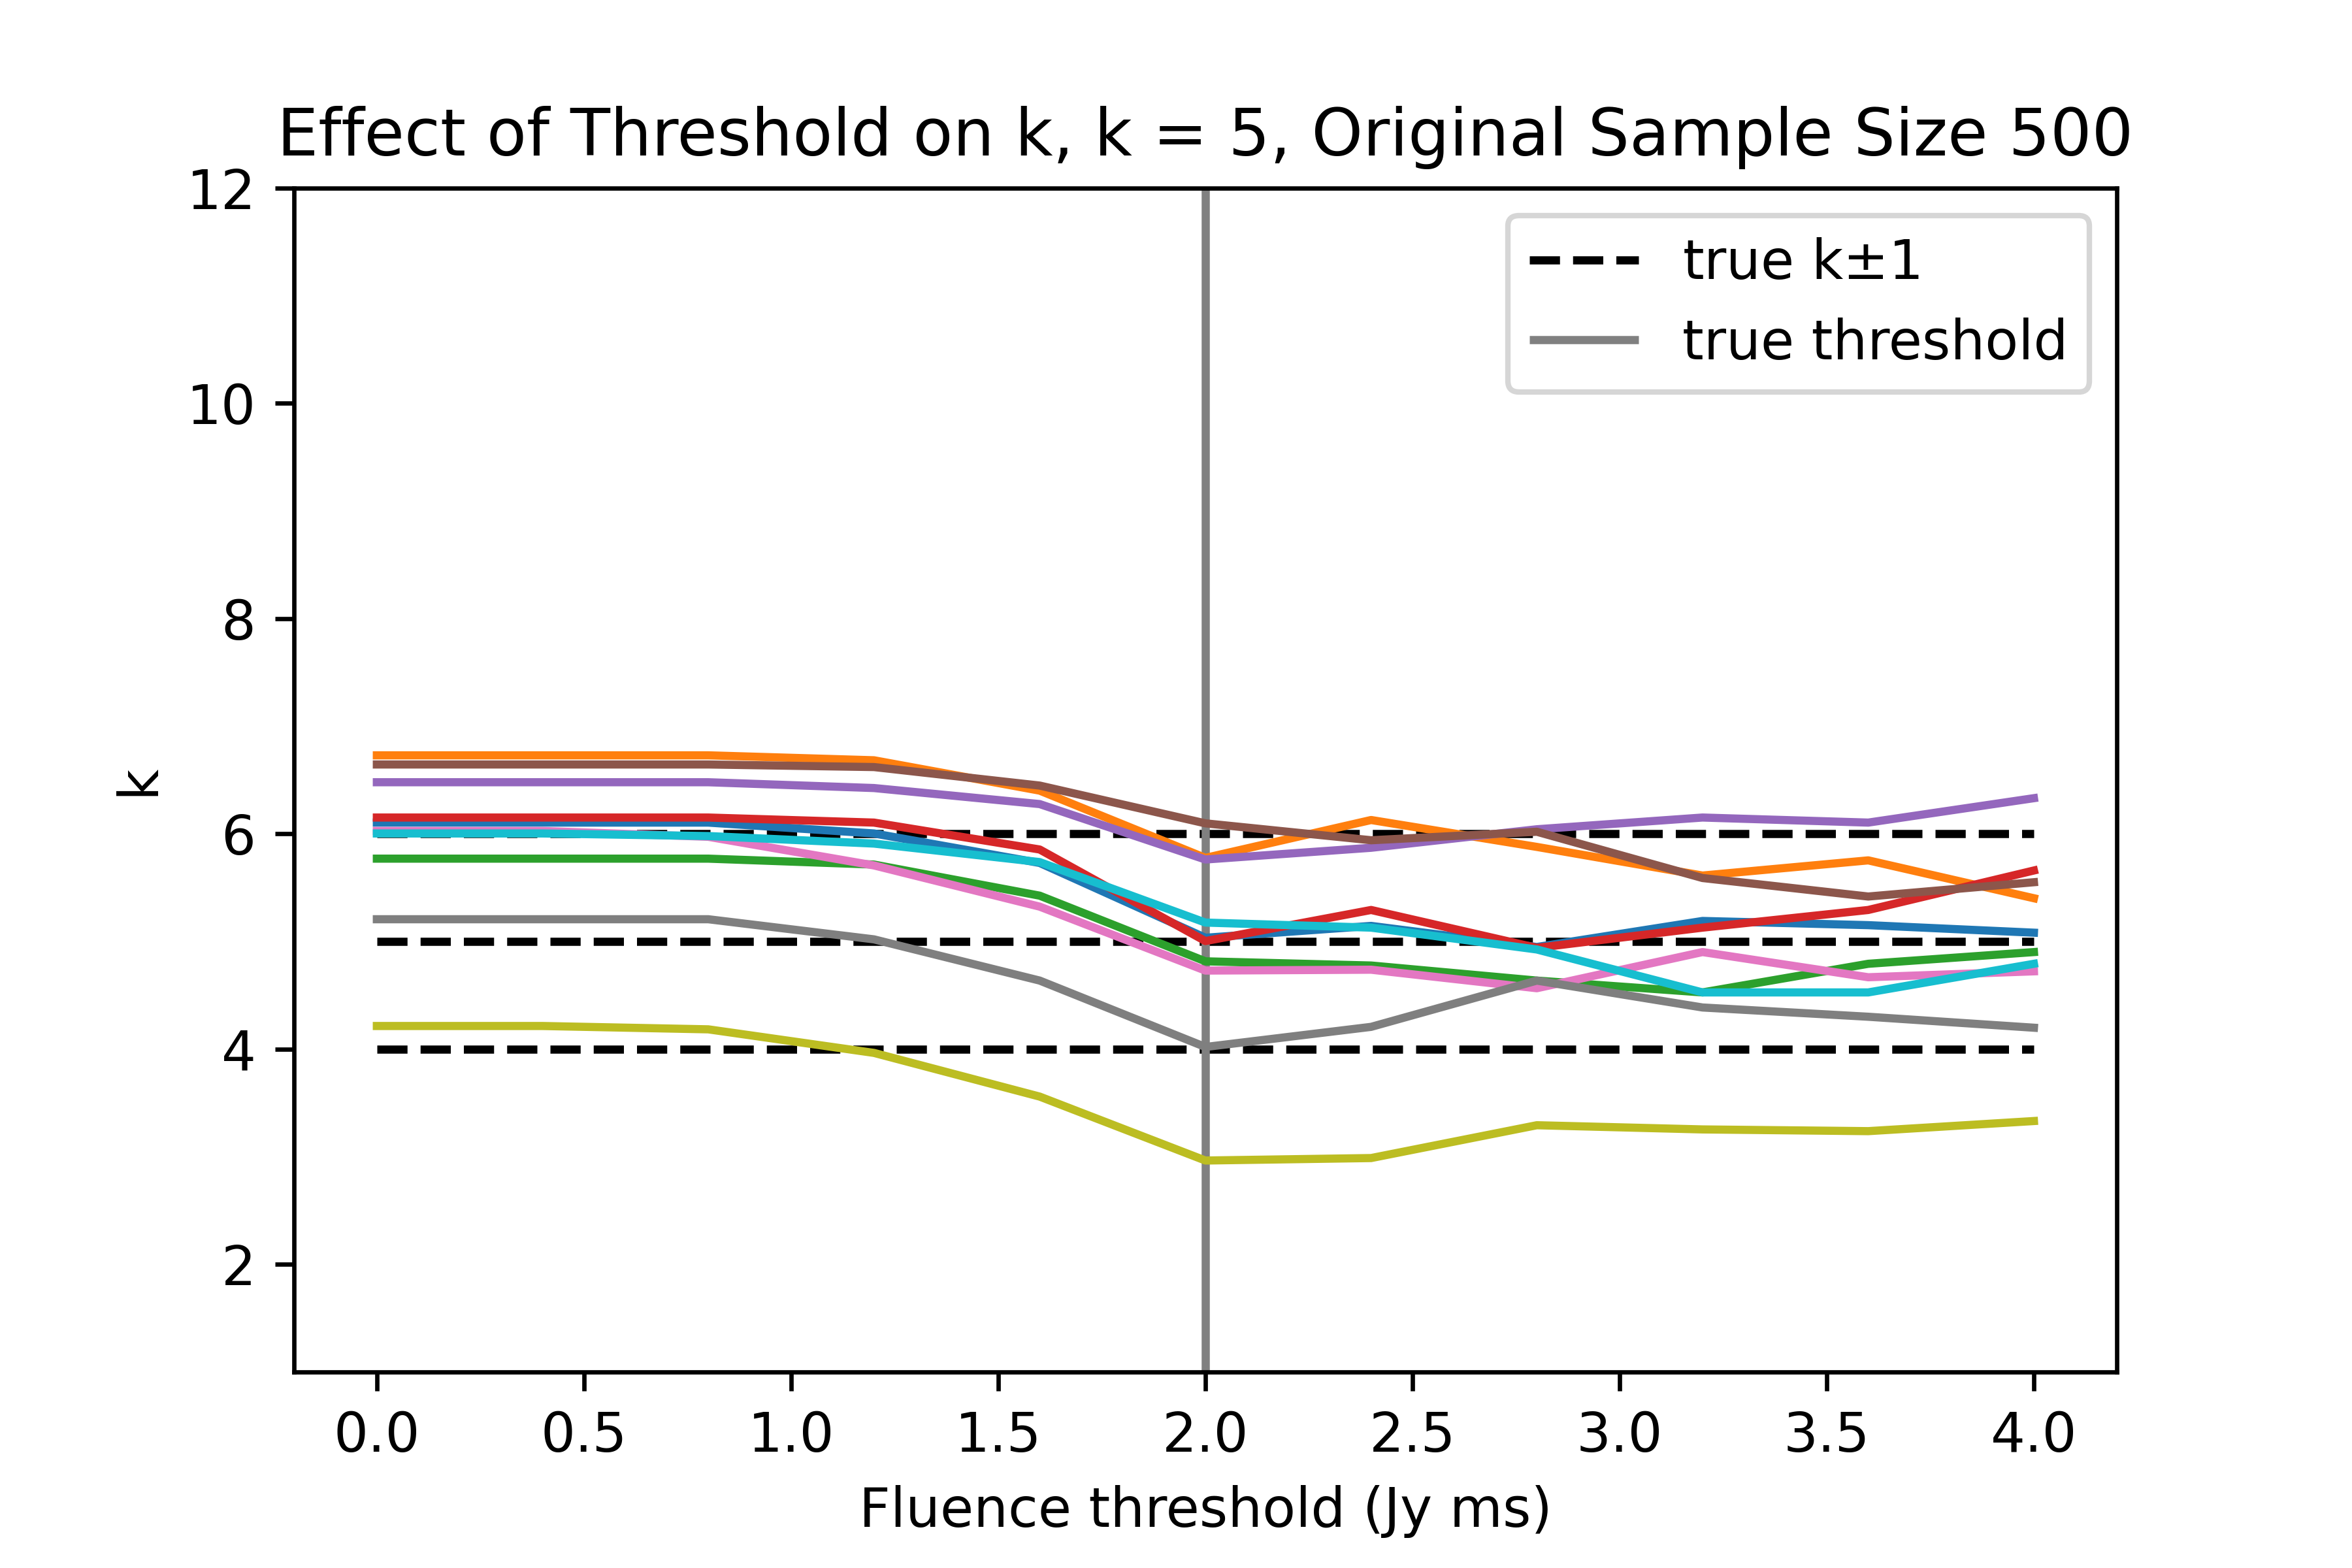 Effect of Threshold on k, k = 5, Original Sample Size 500
12
10
8
6
4
2
k
true k±1
true threshold
0.0 0.5 1.0 1.5 2.0 2.5 3.0 3.5 4.0
Fluence threshold (Jy ms)